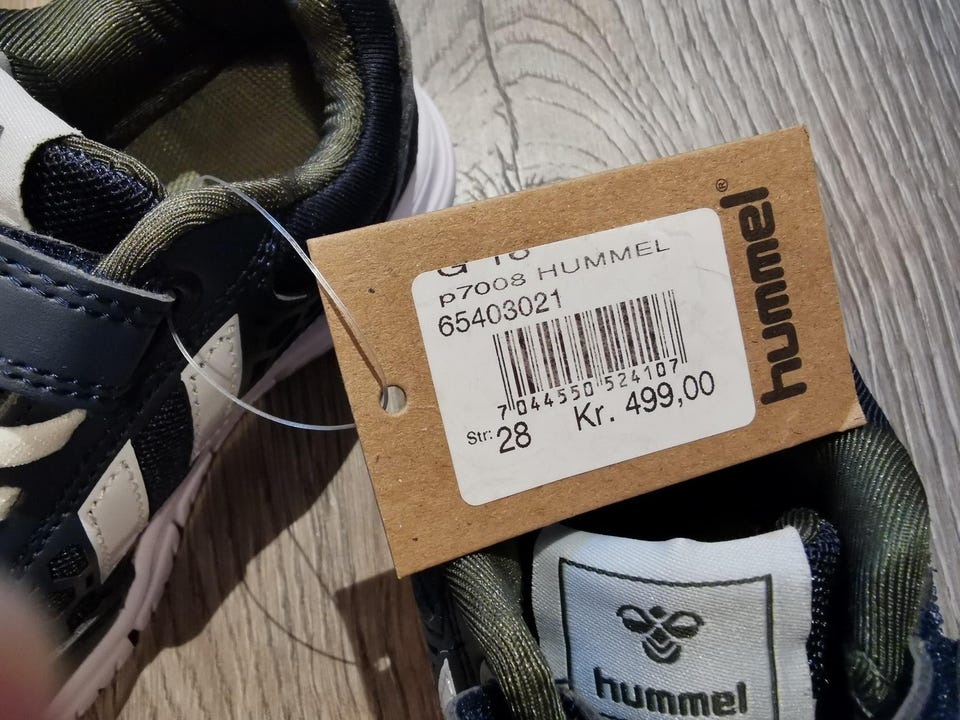 p7008 HUMMEL
65403021
7 044550 524107
Str: 28 Kr. 499,00
hummel®
hummel